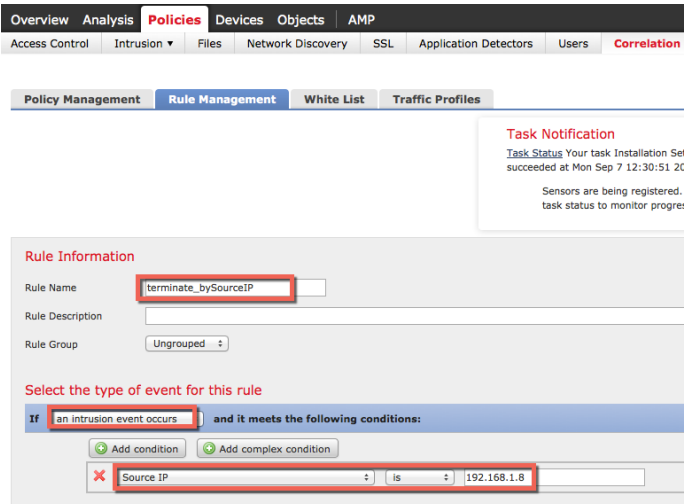 Overview Analysis Policies Devices Objects AMP
Access Control Intrusion ▾ Files Network Discovery SSL Application Detectors Users Correlation
Policy Management Rule Management White List Traffic Profiles
Task Notification
Task Status Your task Installation Se
succeeded at Mon Sep 7 12:30:51 20
Sensors are being registered.
task status to monitor progre
Rule Information
Rule Name terminate_bySourceIP
Rule Description
Rule Group Ungrouped
Select the type of event for this rule
If an intrusion event occurs and it meets the following conditions:
Add condition Add complex condition
Source IP is 192.168.1.8